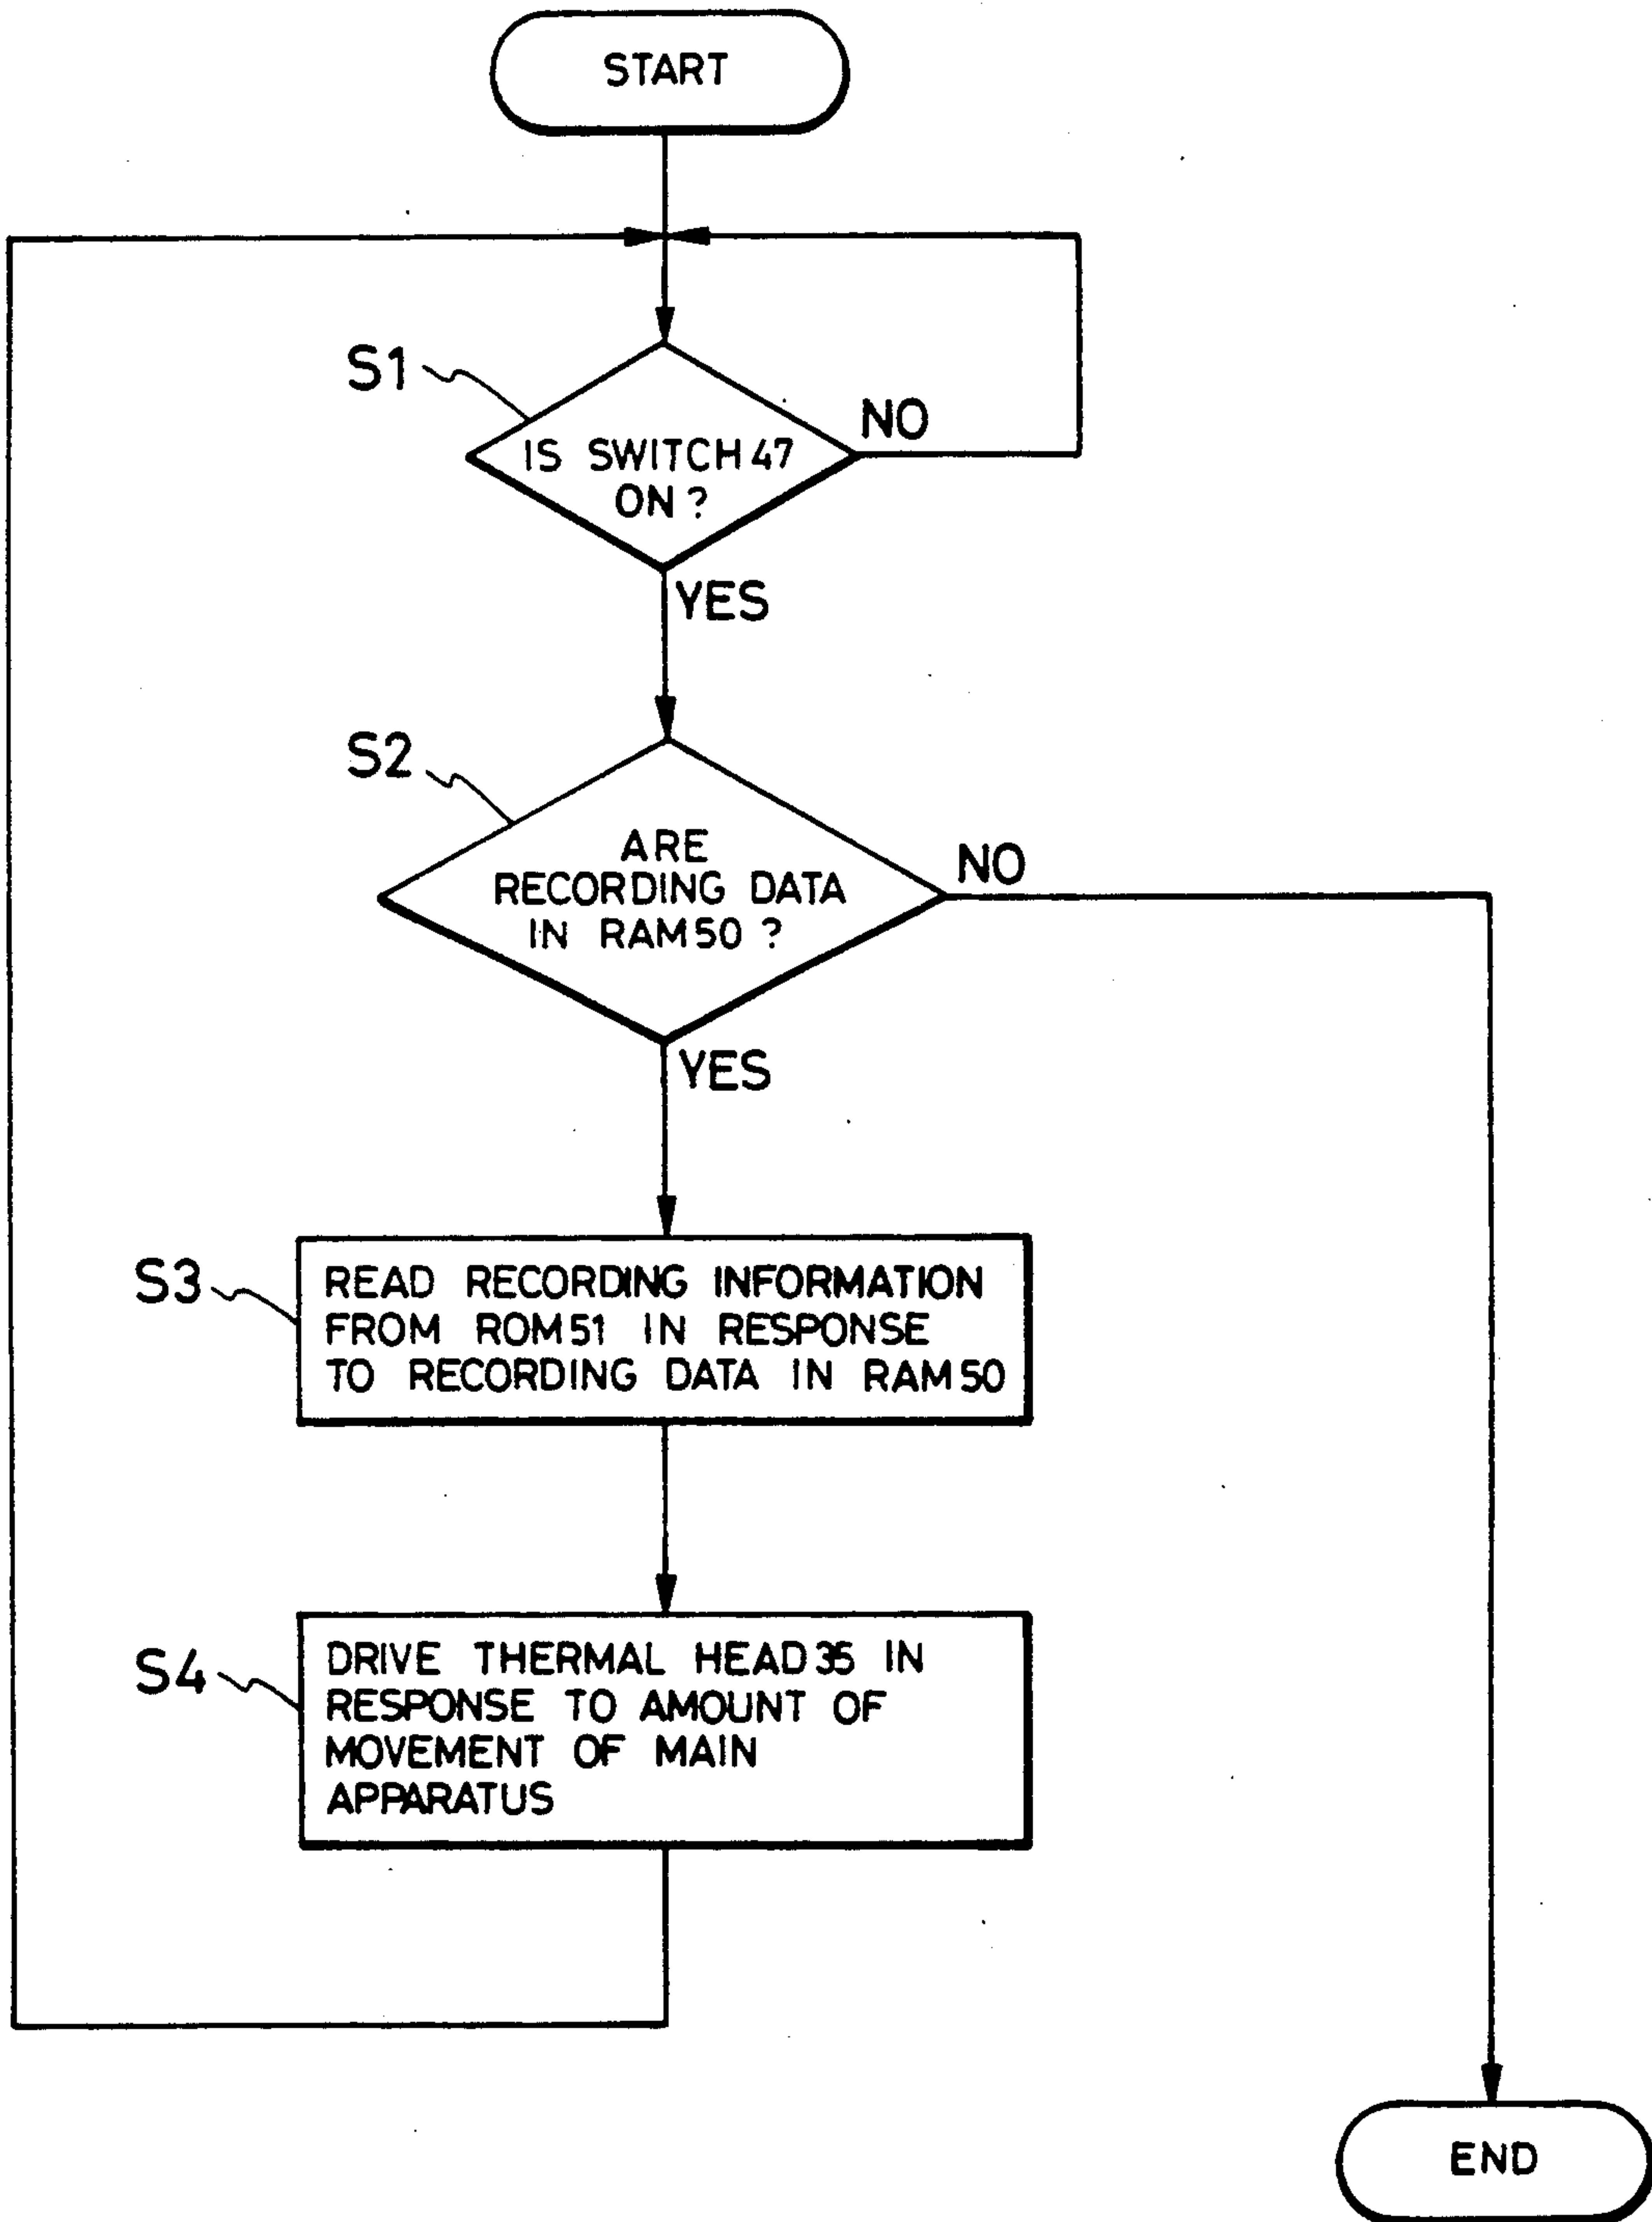 START
S1
IS SWITCH 47
ON ?
NO
YES
S2
ARE
RECORDING DATA
IN RAM 50 ?
NO
YES
S3
READ RECORDING INFORMATION
FROM ROM 51 IN RESPONSE
TO RECORDING DATA IN RAM 50
S4
DRIVE THERMAL HEAD 35 IN
RESPONSE TO AMOUNT OF
MOVEMENT OF MAIN
APPARATUS
END